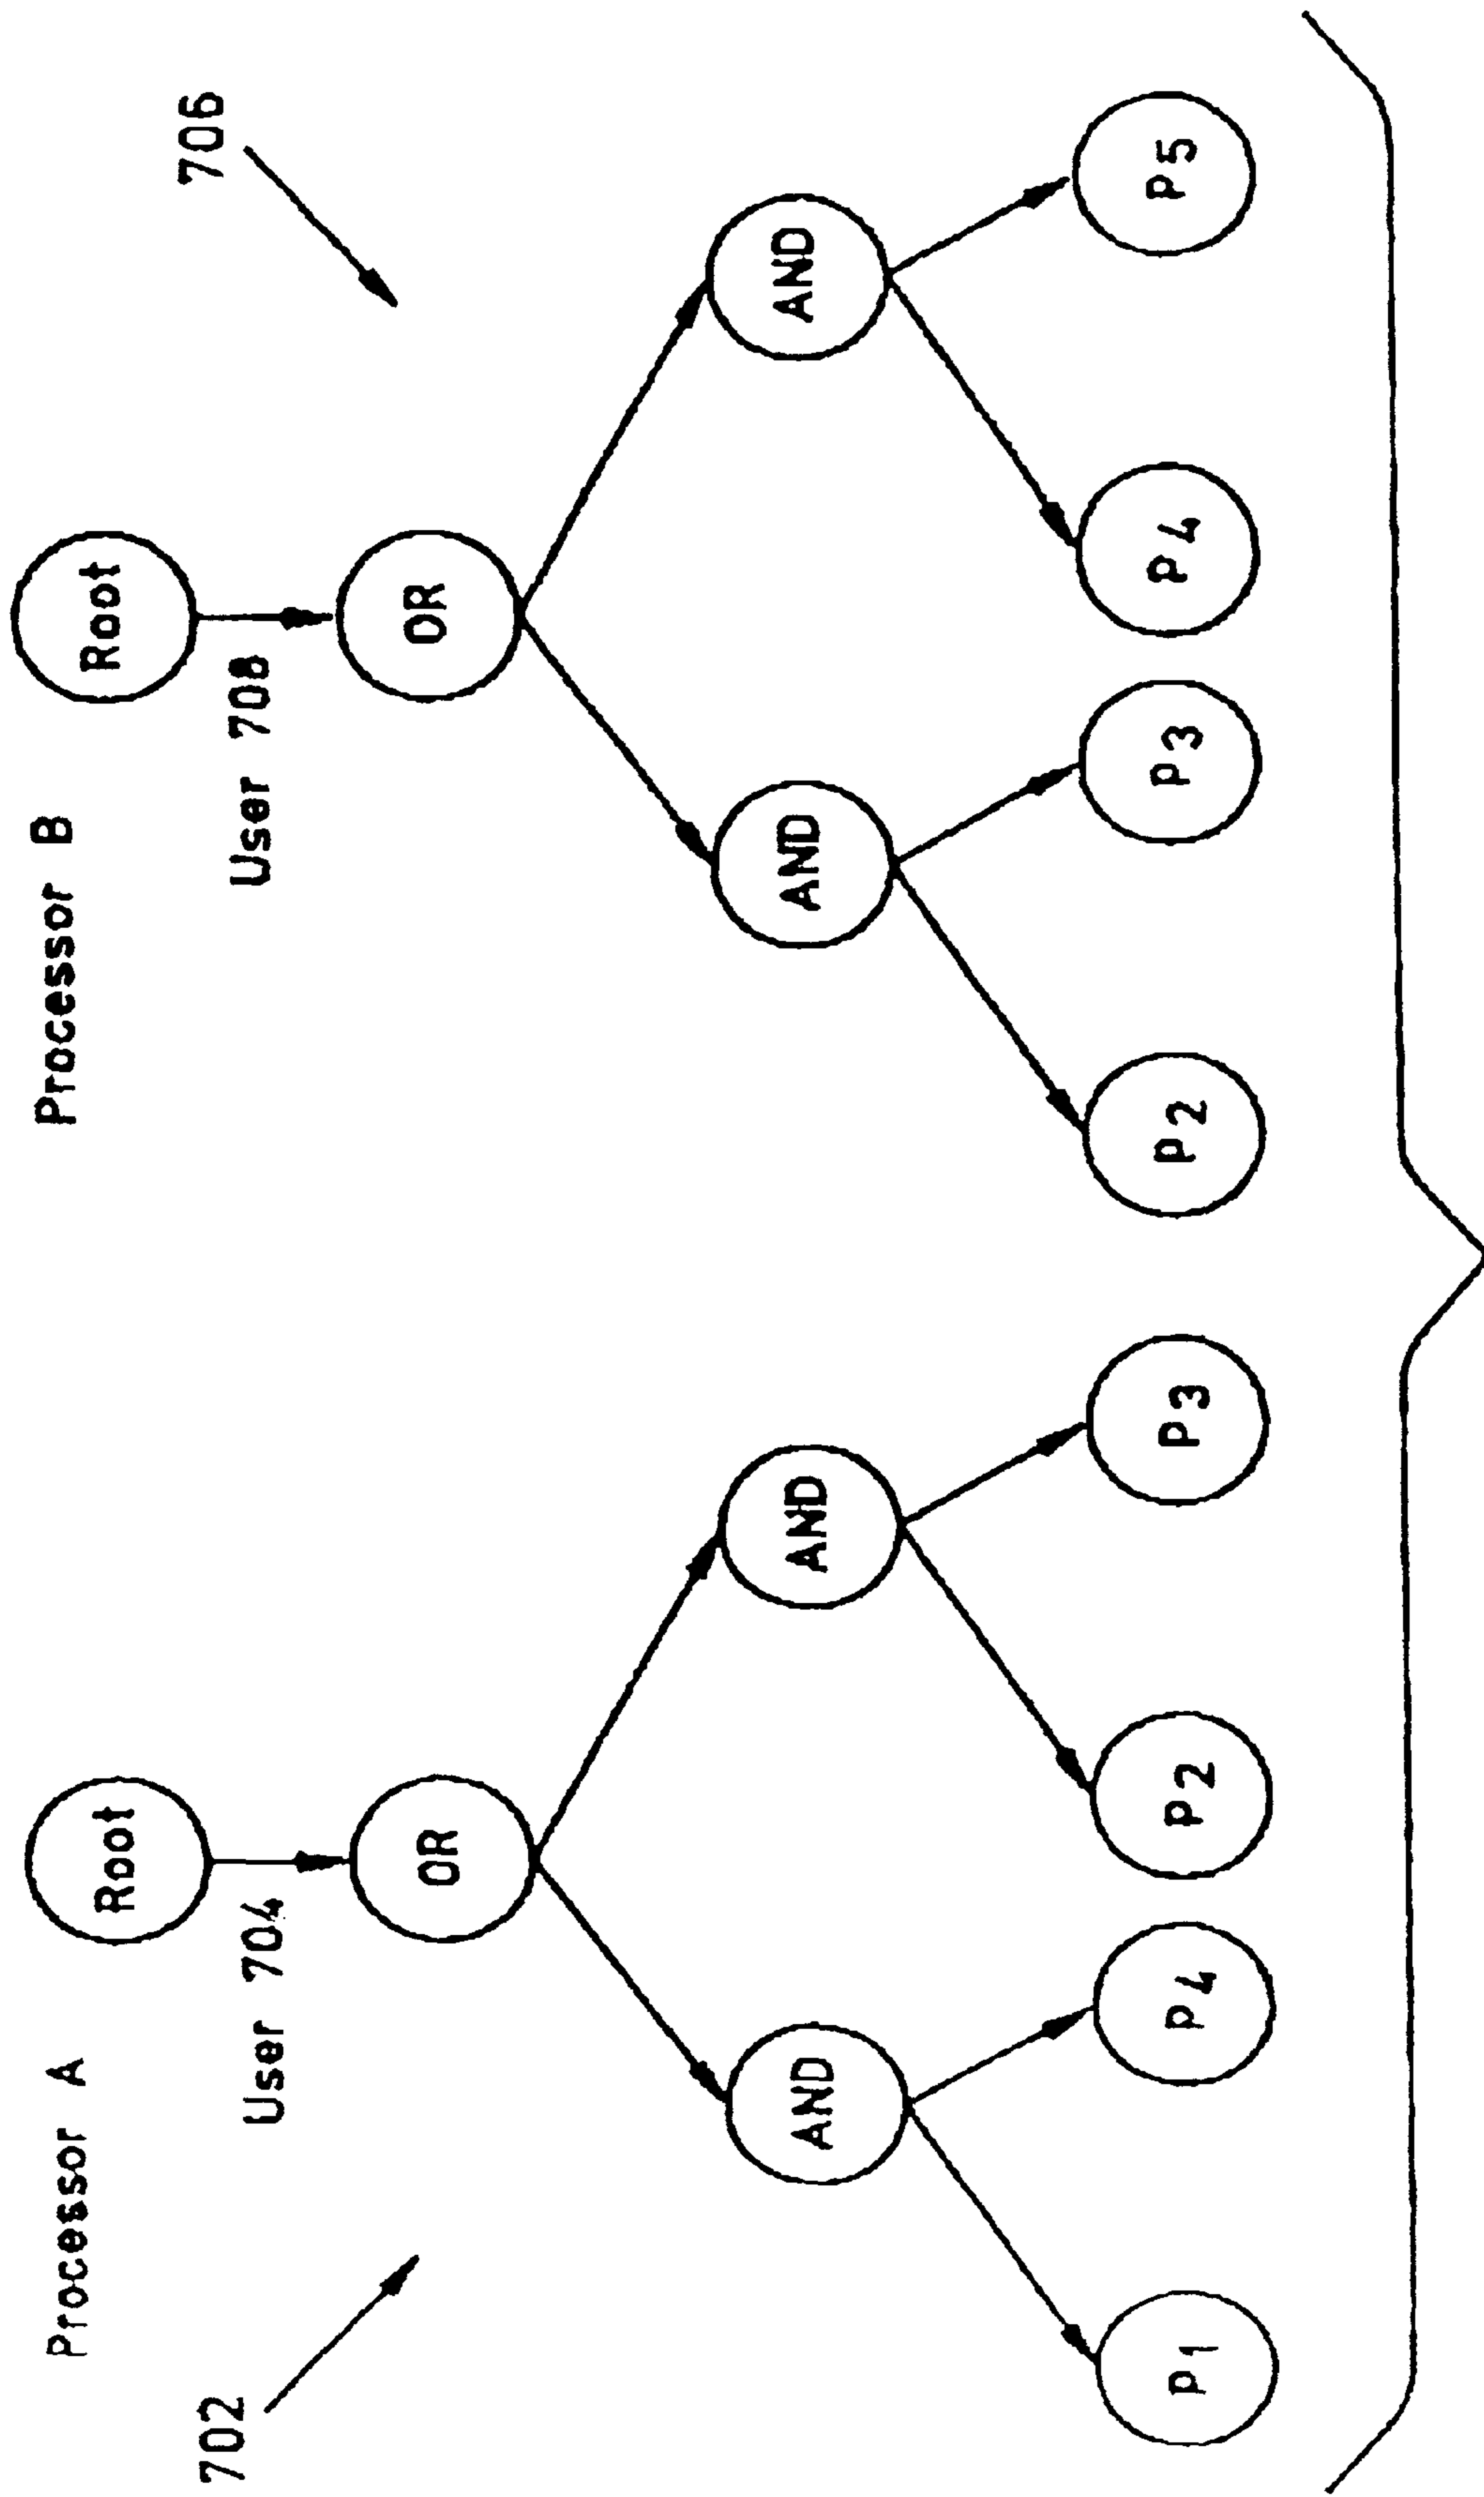 Processor A
Processor B
702
706
Root
Root
User
User 708
OR
OR
AND
AND
AND
AND
P1
P4
P2
P3
P2
P3
P4
P5